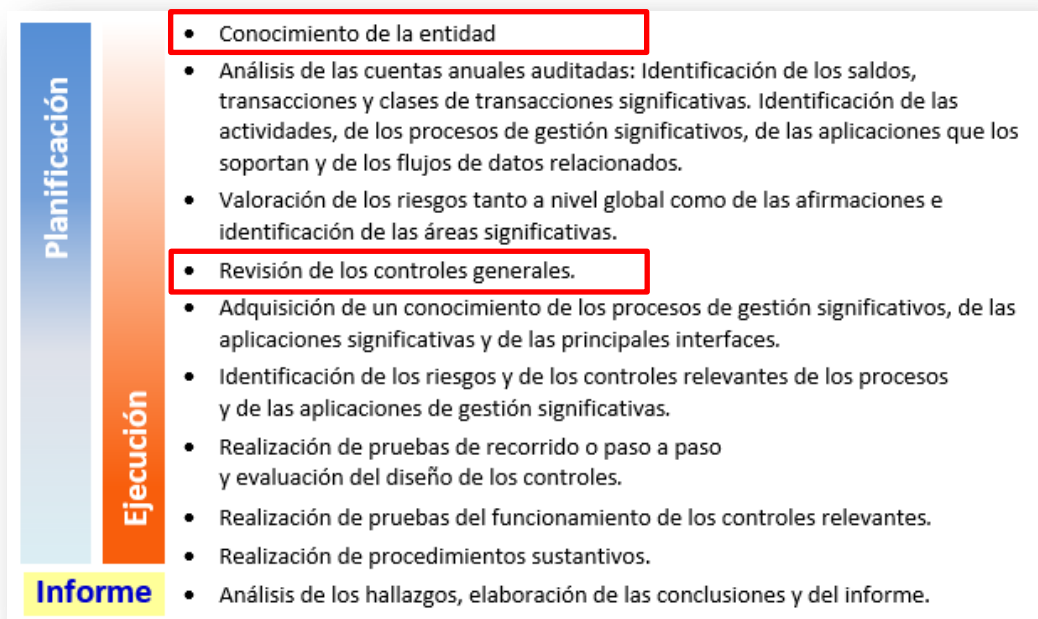 Planificación
Ejecución
• Conocimiento de la entidad
• Análisis de las cuentas anuales auditadas: Identificación de los saldos,
transacciones y clases de transacciones significativas. Identificación de las
actividades, de los procesos de gestión significativos, de las aplicaciones que los
soportan y de los flujos de datos relacionados.
• Valoración de los riesgos tanto a nivel global como de las afirmaciones e
identificación de las áreas significativas.
• Revisión de los controles generales.
• Adquisición de un conocimiento de los procesos de gestión significativos, de las
aplicaciones significativas y de las principales interfaces.
• Identificación de los riesgos y de los controles relevantes de los procesos
y de las aplicaciones de gestión significativas.
• Realización de pruebas de recorrido o paso a paso
y evaluación del diseño de los controles.
• Realización de pruebas del funcionamiento de los controles relevantes.
• Realización de procedimientos sustantivos.
Informe
• Análisis de los hallazgos, elaboración de las conclusiones y del informe.